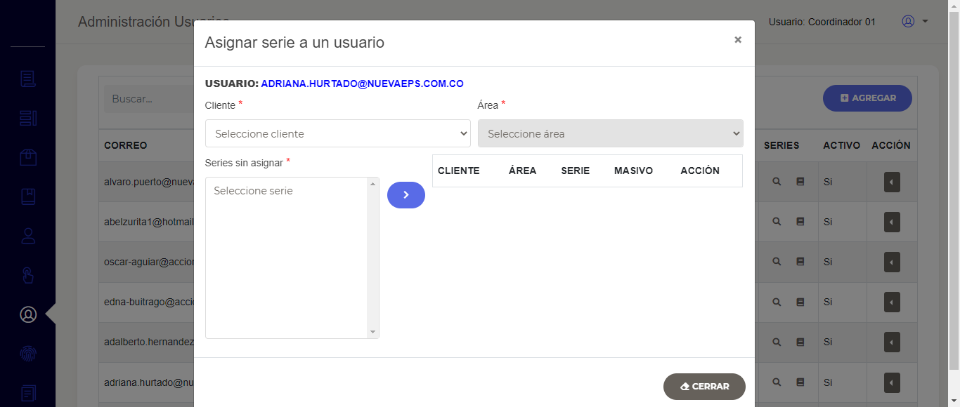 Administración Usuarios
Usuario: Coordinador 01
Asignar serie a un usuario
×
USUARIO: ADRIANA.HURTADO@NUEVAEPS.COM.CO
Cliente *
Área *
Seleccione cliente
Seleccione área
Series sin asignar *
Seleccione serie
CLIENTE ÁREA SERIE MASIVO ACCIÓN
CERRAR
Buscar...
AGREGAR
CORREO SERIES ACTIVO ACCIÓN
alvaro.puerto@nueva Si
abelzurita1@hotmail Si
oscar-aguiar@accion Si
edna-buitrago@acci Si
adalberto.hernandez Si
adriana.hurtado@nu Si